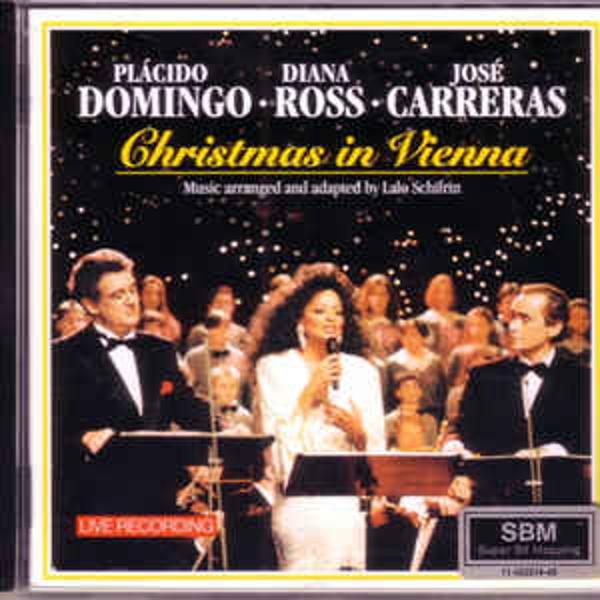 PLÁCIDO DIANA JOSÉ
DOMINGO · ROSS · CARRERAS
Christmas in Vienna
Music arranged and adapted by Lalo Schifrin
LIVE RECORDING
SBM
Super Bit Mapping